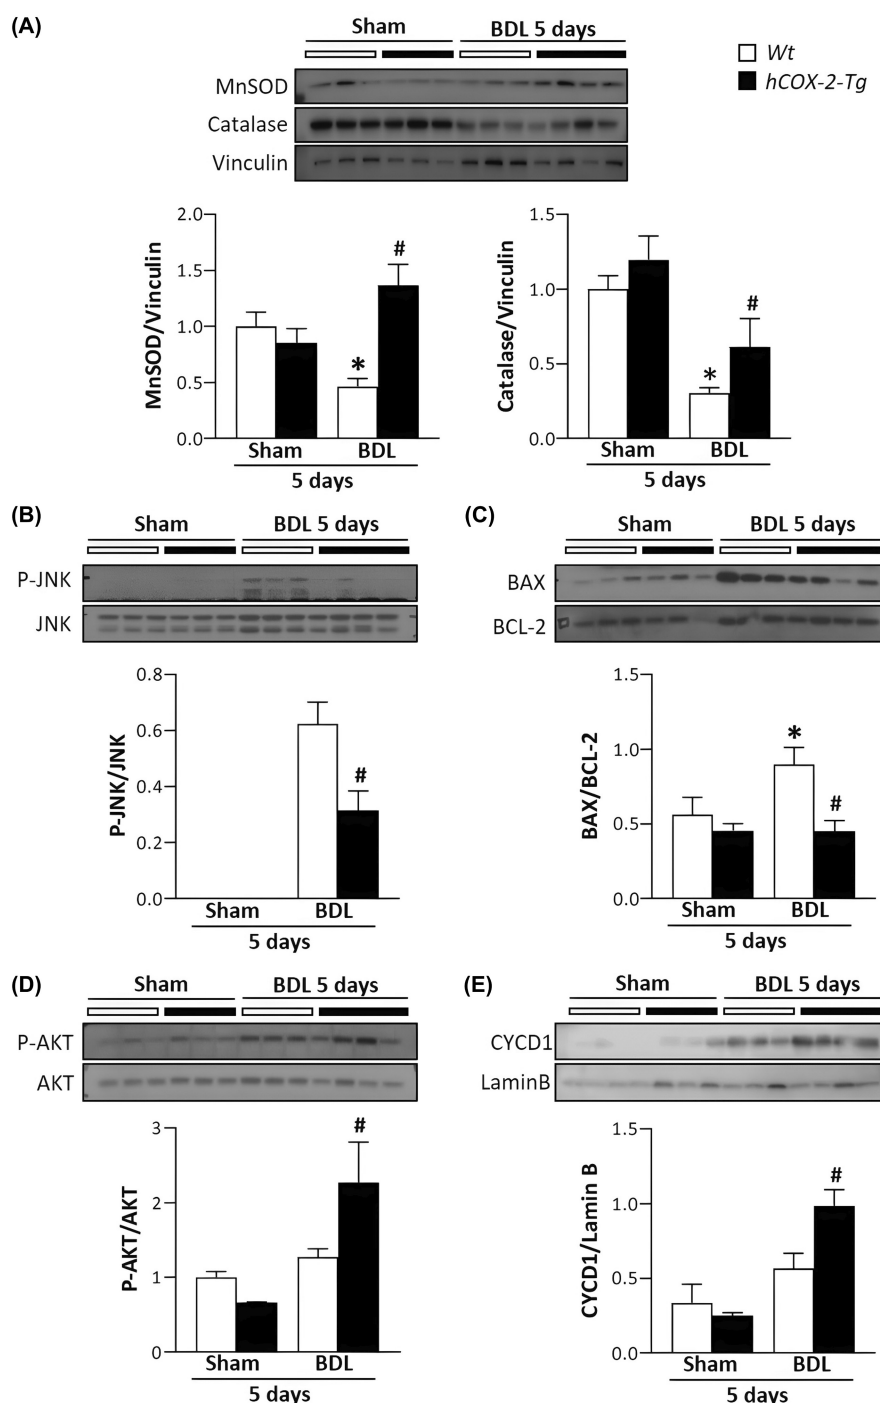 (A)
Sham BDL 5 days
Wt
hCOX-2-Tg
MnSOD
Catalase
Vinculin
MnSOD/Vinculin
2.0
1.5
1.0
0.5
0.0
*
#
Sham BDL
5 days
Catalase/Vinculin
1.5
1.0
0.5
0.0
*
#
Sham BDL
5 days
(B)
Sham BDL 5 days
P-JNK
JNK
P-JNK/JNK
0.8
0.6
0.4
0.2
0.0
#
Sham BDL
5 days
(C)
Sham BDL 5 days
BAX
BCL-2
BAX/BCL-2
1.5
1.0
0.5
0.0
*
#
Sham BDL
5 days
(D)
Sham BDL 5 days
P-AKT
AKT
P-AKT/AKT
3
2
1
0
#
Sham BDL
5 days
(E)
Sham BDL 5 days
CYCD1
LaminB
CYCD1/Lamin B
1.5
1.0
0.5
0.0
#
Sham BDL
5 days